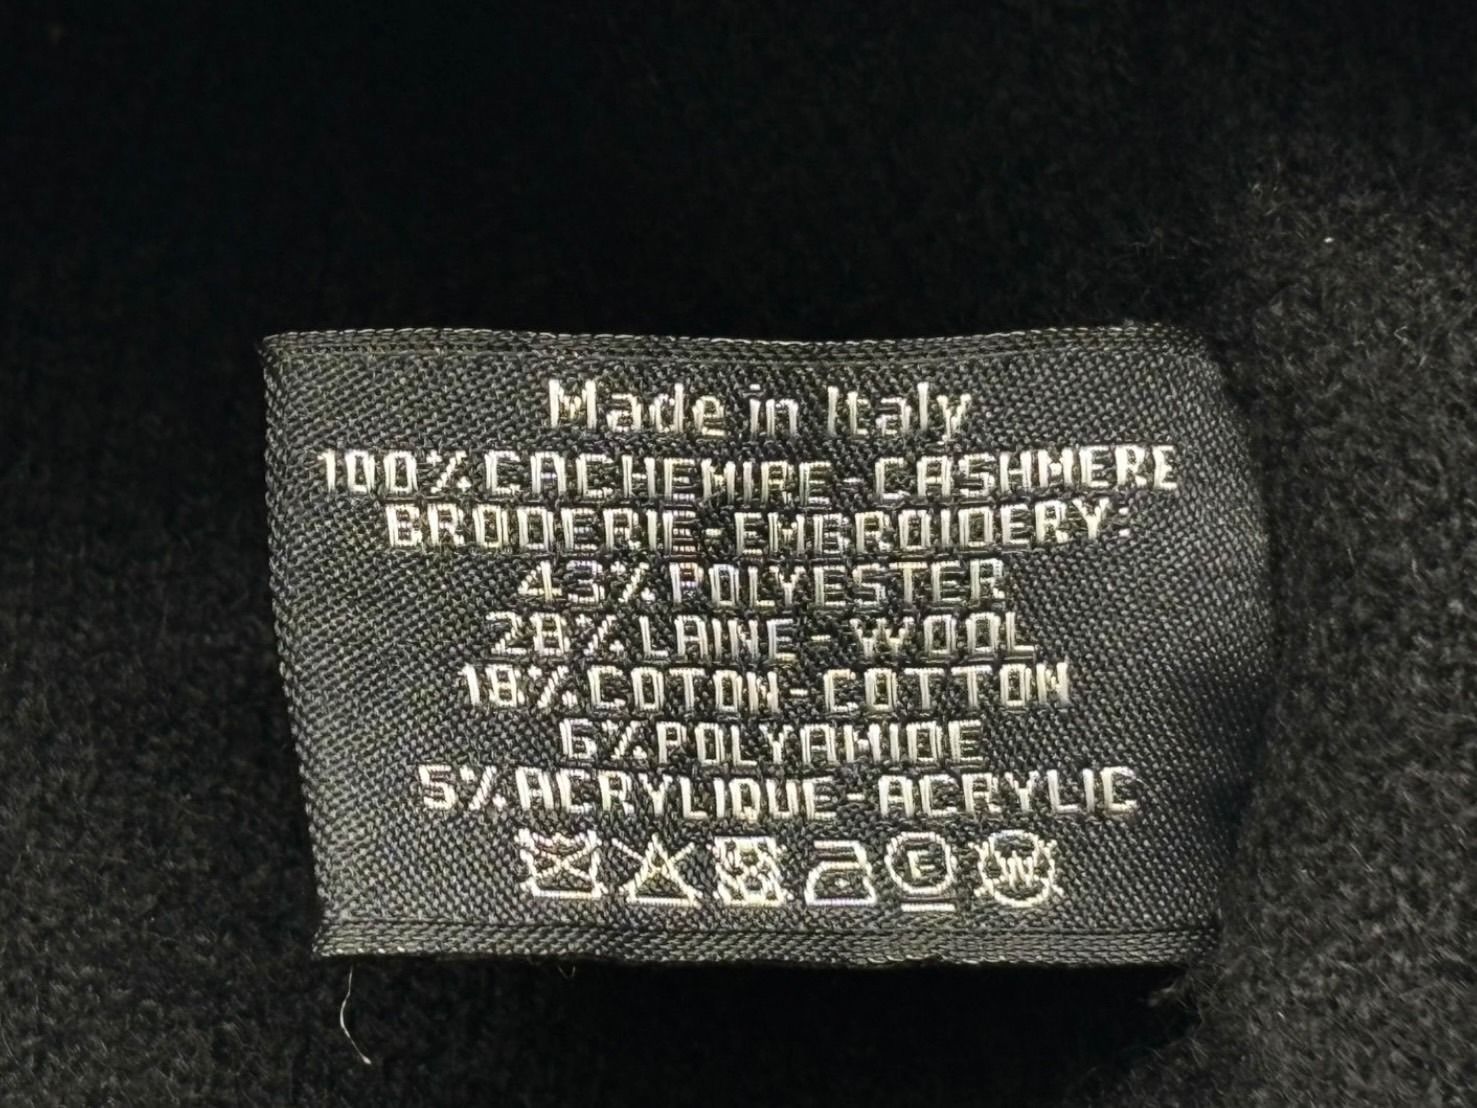 Made in Italy
100% CACHEMIRE - CASHMERE
BRODERIE - EMBROIDERY:
43% POLYESTER
28% LAINE - WOOL
18% COTON - COTTON
6% POLYAMIDE
5% ACRYLIQUE - ACRYLIC
F W